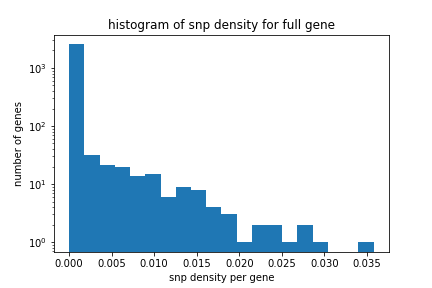 histogram of snp density for full gene
number of genes
10³
10²
10¹
10⁰
0.000 0.005 0.010 0.015 0.020 0.025 0.030 0.035
snp density per gene